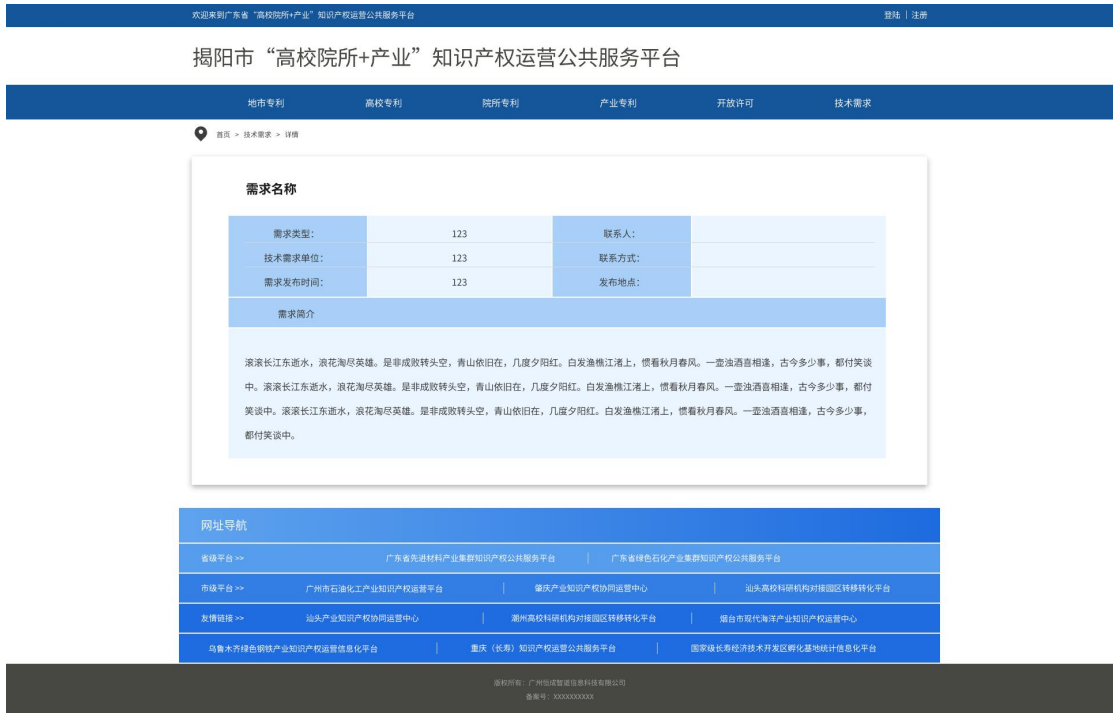 欢迎来到广东省“高校院所+产业”知识产权运营公共服务平台 登陆 | 注册
揭阳市“高校院所+产业”知识产权运营公共服务平台
地市专利 高校专利 院所专利 产业专利 开放许可 技术需求
首页 > 技术需求 > 详情
需求名称
需求类型： 123 联系人：
技术需求单位： 123 联系方式：
需求发布时间： 123 发布地点：
需求简介
滚滚长江东逝水，浪花淘尽英雄。是非成败转头空，青山依旧在，几度夕阳红。白发渔樵江渚上，惯看秋月春风。一壶浊酒喜相逢，古今多少事，都付笑谈
中。滚滚长江东逝水，浪花淘尽英雄。是非成败转头空，青山依旧在，几度夕阳红。白发渔樵江渚上，惯看秋月春风。一壶浊酒喜相逢，古今多少事，都付
笑谈中。滚滚长江东逝水，浪花淘尽英雄。是非成败转头空，青山依旧在，几度夕阳红。白发渔樵江渚上，惯看秋月春风。一壶浊酒喜相逢，古今多少事，
都付笑谈中。
网址导航
省级平台 >> 广东省先进材料产业集群知识产权公共服务平台 | 广东省绿色石化产业集群知识产权公共服务平台
市级平台 >> 广州市石油化工产业知识产权运营平台 | 肇庆产业知识产权协同运营中心 | 汕头高校科研机构对接园区转移转化平台
友情链接 >> 汕头产业知识产权协同运营中心 | 潮州高校科研机构对接园区转移转化平台 | 烟台市现代海洋产业知识产权运营中心
乌鲁木齐绿色钢铁产业知识产权运营信息化平台 | 重庆（长寿）知识产权运营公共服务平台 | 国家级长寿经济技术开发区孵化基地统计信息化平台
版权所有：广州恒成智道信息科技有限公司
备案号：XXXXXXXXXX